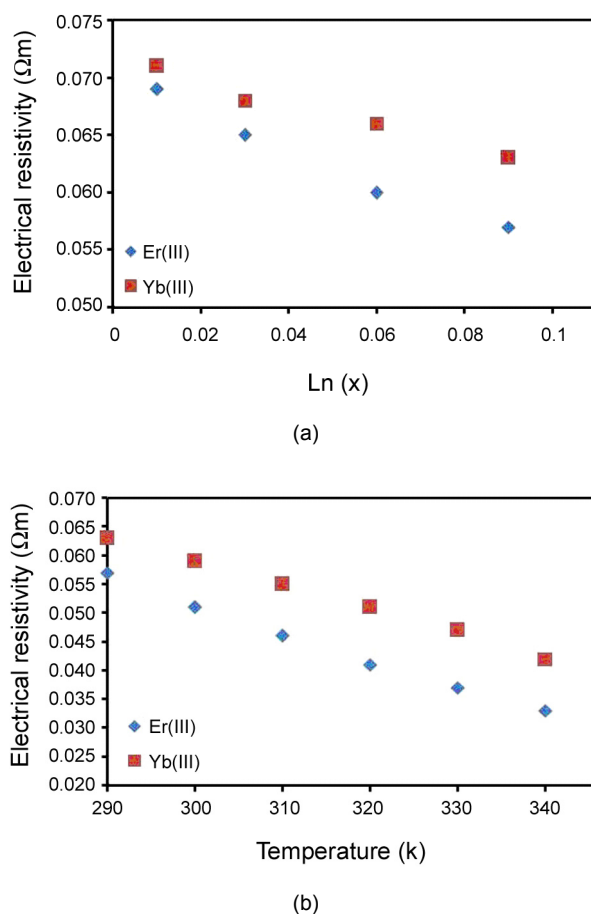 Electrical resistivity (Ωm)
0.075
0.070
0.065
0.060
0.055
0.050
Er(III)
Yb(III)
0 0.02 0.04 0.06 0.08 0.1
Ln (x)
(a)
Electrical resistivity (Ωm)
0.070
0.065
0.060
0.055
0.050
0.045
0.040
0.035
0.030
0.025
0.020
Er(III)
Yb(III)
290 300 310 320 330 340
Temperature (k)
(b)